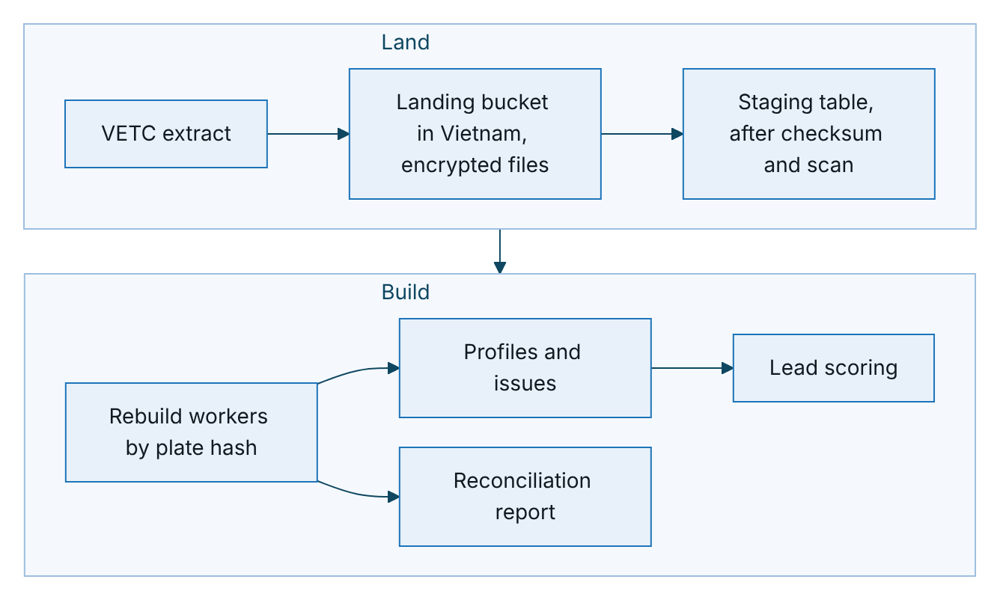 Land
VETC extract
Landing bucket
in Vietnam,
encrypted files
Staging table,
after checksum
and scan
Build
Rebuild workers
by plate hash
Profiles and
issues
Lead scoring
Reconciliation
report